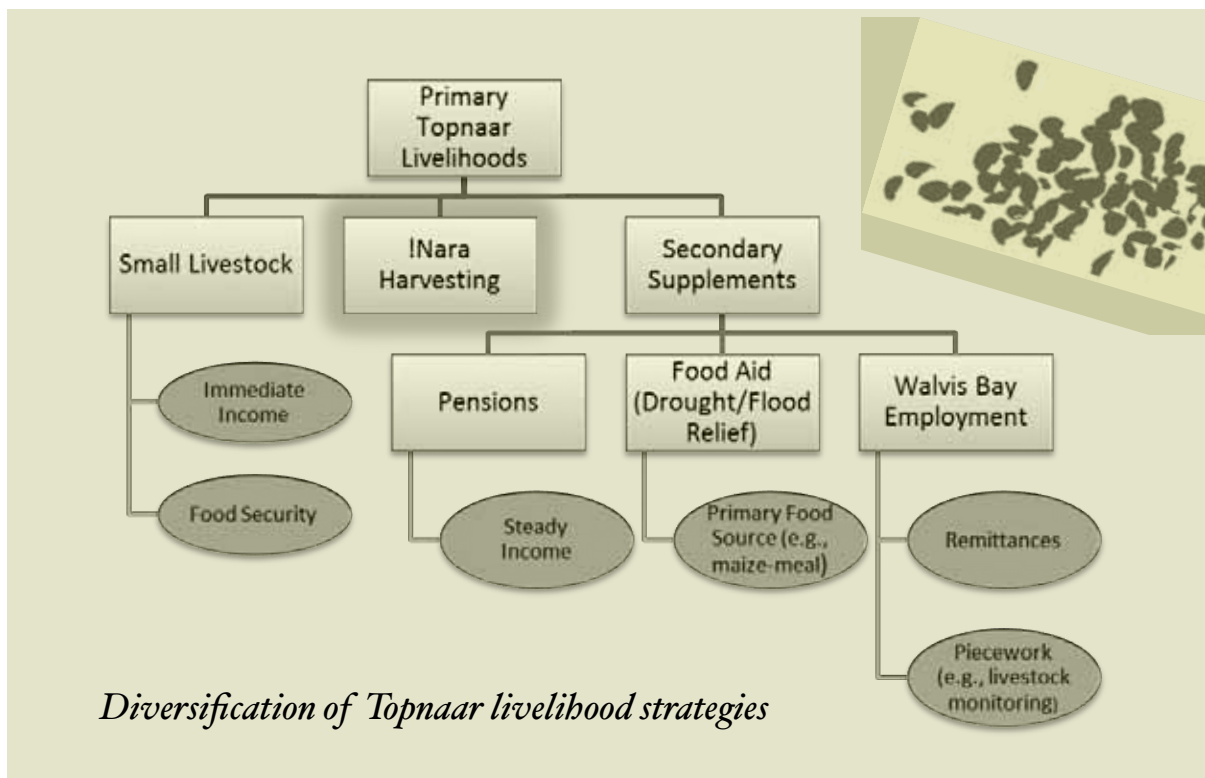 Primary
Topnaar
Livelihoods
Small Livestock
!Nara
Harvesting
Secondary
Supplements
Immediate
Income
Food Security
Pensions
Food Aid
(Drought/Flood
Relief)
Walvis Bay
Employment
Steady
Income
Primary Food
Source (e.g.,
maize-meal)
Remittances
Piecework
(e.g., livestock
monitoring)
Diversification of Topnaar livelihood strategies